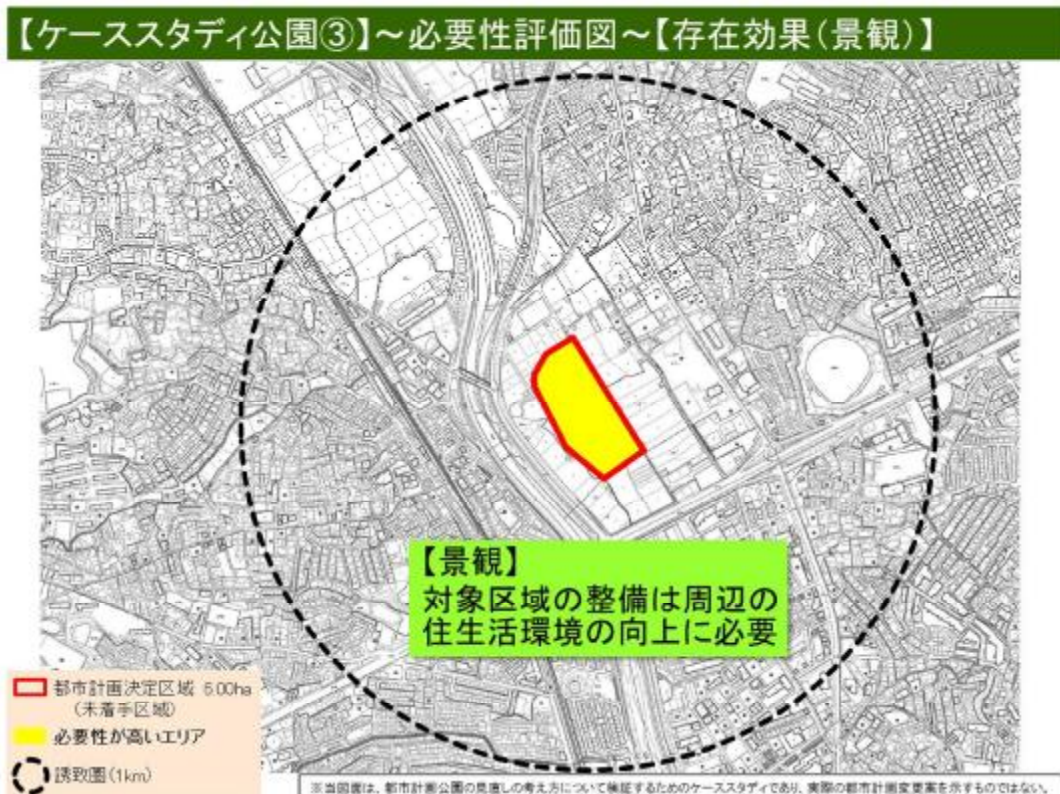 【ケーススタディ公園③】～必要性評価図～【存在効果(景観)】
【景観】
対象区域の整備は周辺の
住生活環境の向上に必要
都市計画決定区域 6.00ha
(未着手区域)
必要性が高いエリア
誘致圏(1km)
※当図面は、都市計画公園の見直しの考え方について検証するためのケーススタディであり、実際の都市計画変更案を示すものではない。